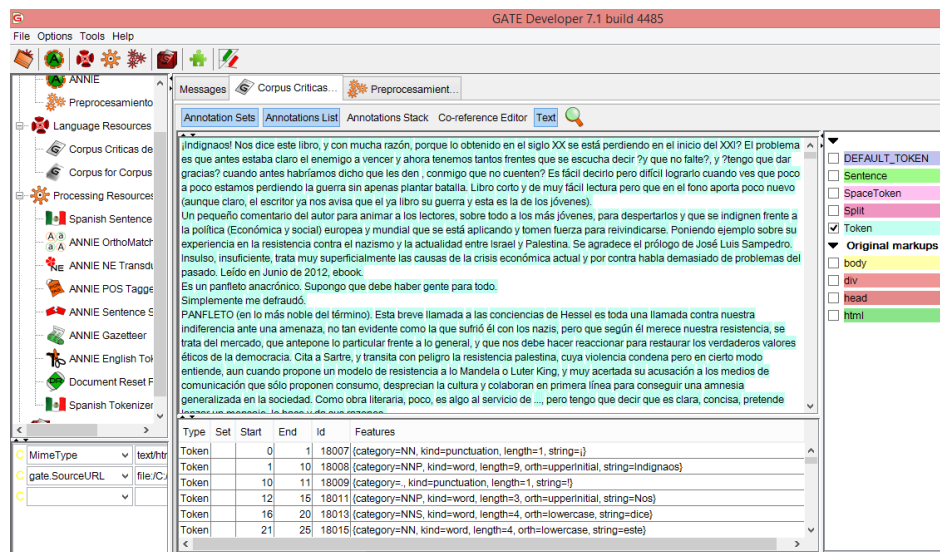 GATE Developer 7.1 build 4485
File Options Tools Help
ANNIE
Preprocesamiento
Language Resources
Corpus Criticas de
Corpus for Corpus
Processing Resources
Spanish Sentence
ANNIE OrthoMatch
ANNIE NE Transdu
ANNIE POS Tagge
ANNIE Sentence S
ANNIE Gazetteer
ANNIE English Tok
Document Reset P
Spanish Tokenizer
MimeType text/htr
gate.SourceURL file:/C:/
Messages Corpus Criticas... Preprocesamient...
Annotation Sets Annotations List Annotations Stack Co-reference Editor Text
¡Indignaos! Nos dice este libro, y con mucha razón, porque lo obtenido en el siglo XX se está perdiendo en el inicio del XXI? El problema
es que antes estaba claro el enemigo a vencer y ahora tenemos tantos frentes que se escucha decir ?y que no falte?, y ?tengo que dar
gracias? cuando antes habríamos dicho que les den , conmigo que no cuenten? Es fácil decirlo pero difícil lograrlo cuando ves que poco
a poco estamos perdiendo la guerra sin apenas plantar batalla. Libro corto y de muy fácil lectura pero que en el fono aporta poco nuevo
(aunque claro, el escritor ya nos avisa que el ya libro su guerra y esta es la de los jóvenes).
Un pequeño comentario del autor para animar a los lectores, sobre todo a los más jóvenes, para despertarlos y que se indignen frente a
la política (Económica y social) europea y mundial que se está aplicando y tomen fuerza para reivindicarse. Poniendo ejemplo sobre su
experiencia en la resistencia contra el nazismo y la actualidad entre Israel y Palestina. Se agradece el prólogo de José Luis Sampedro.
Insulso, insuficiente, trata muy superficialmente las causas de la crisis económica actual y por contra habla demasiado de problemas del
pasado. Leído en Junio de 2012, ebook.
Es un panfleto anacrónico. Supongo que debe haber gente para todo.
Simplemente me defraudó.
PANFLETO (en lo más noble del término). Esta breve llamada a las conciencias de Hessel es toda una llamada contra nuestra
indiferencia ante una amenaza, no tan evidente como la que sufrió él con los nazis, pero que según él merece nuestra resistencia, se
trata del mercado, que antepone lo particular frente a lo general, y que nos debe hacer reaccionar para restaurar los verdaderos valores
éticos de la democracia. Cita a Sartre, y transita con peligro la resistencia palestina, cuya violencia condena pero en cierto modo
entiende, aun cuando propone un modelo de resistencia a lo Mandela o Luter King, y muy acertada su acusación a los medios de
comunicación que sólo proponen consumo, desprecian la cultura y colaboran en primera línea para conseguir una amnesia
generalizada en la sociedad. Como obra literaria, poco, es algo al servicio de ..., pero tengo que decir que es clara, concisa, pretende
Type Set Start End Id Features
Token 0 1 18007 {category=NN, kind=punctuation, length=1, string=¡}
Token 1 10 18008 {category=NNP, kind=word, length=9, orth=upperInitial, string=Indignaos}
Token 10 11 18009 {category=., kind=punctuation, length=1, string=!}
Token 12 15 18011 {category=NNP, kind=word, length=3, orth=upperInitial, string=Nos}
Token 16 20 18013 {category=NNS, kind=word, length=4, orth=lowercase, string=dice}
Token 21 25 18015 {category=NN, kind=word, length=4, orth=lowercase, string=este}
DEFAULT_TOKEN
Sentence
SpaceToken
Split
Token
Original markups
body
div
head
html